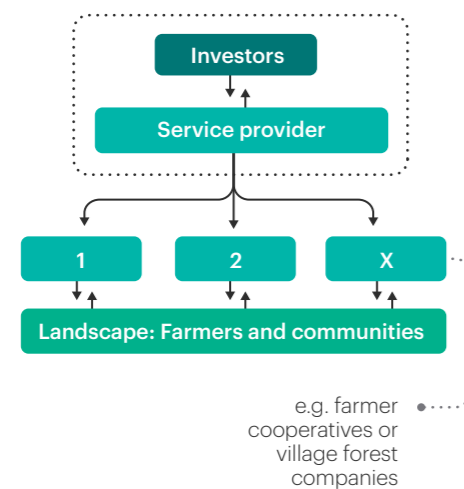 Investors
Service provider
1
2
X
Landscape: Farmers and communities
e.g. farmer
cooperatives or
village forest
companies